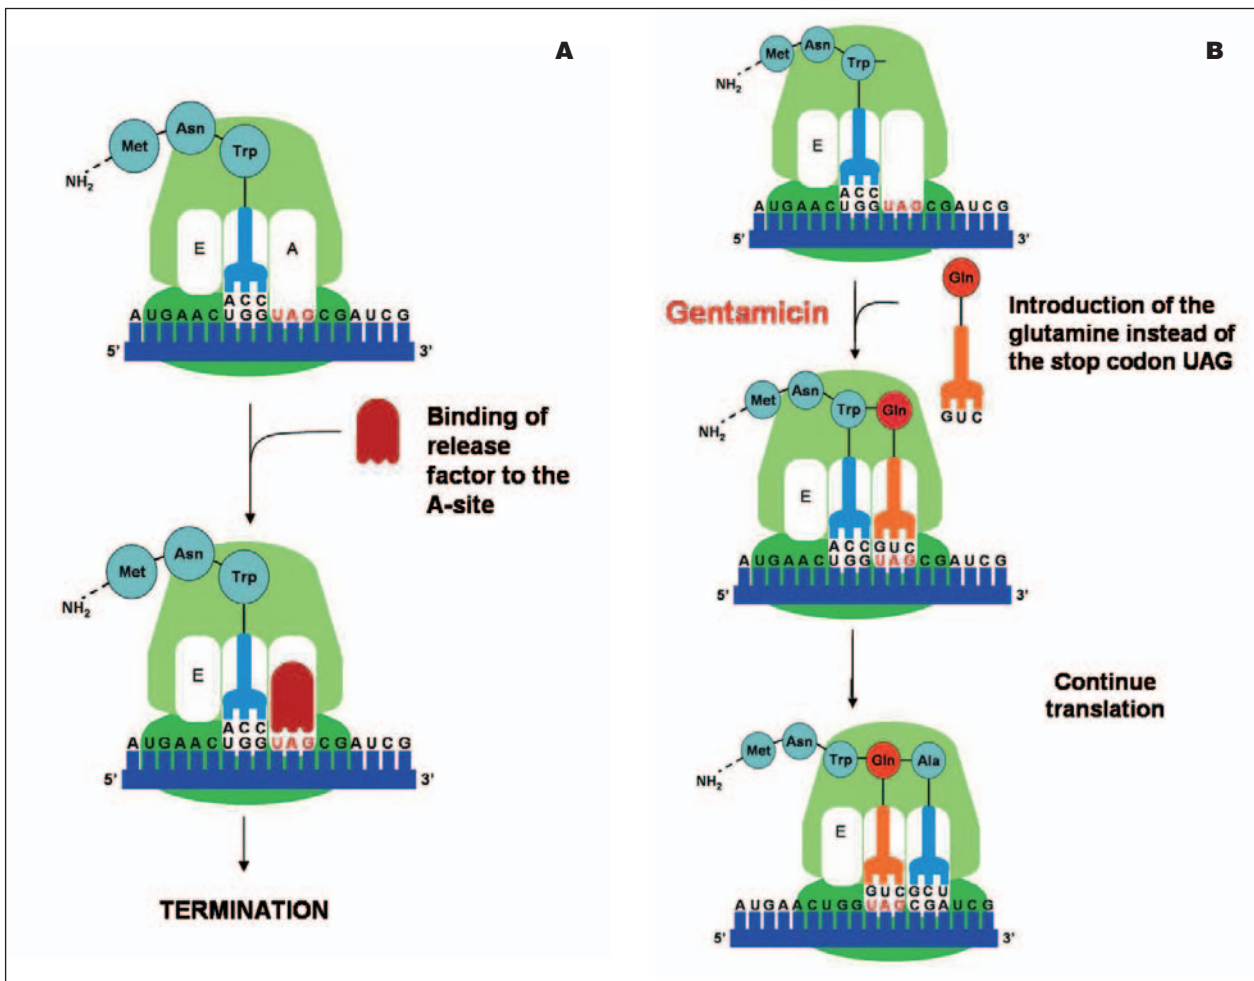 A
Met
Asn
Trp
NH2
E
A
ACC
AUGAACUGGUAGCGAUCG
5'
3'
Binding of
release
factor to the
A-site
Met
Asn
Trp
NH2
E
ACC
AUGAACUGGUAGCGAUCG
5'
3'
TERMINATION
B
Met
Asn
Trp
NH2
E
ACC
AUGAACUGGUAGCGAUCG
5'
3'
Gentamicin
Gln
GUC
Introduction of the
glutamine instead of
the stop codon UAG
Met
Asn
Trp
Gln
NH2
E
ACCGUC
AUGAACUGGUAGCGAUCG
5'
3'
Continue
translation
Met
Asn
Trp
Gln
Ala
NH2
E
GUCGCU
AUGAACUGGUAGCGAUCG
5'
3'